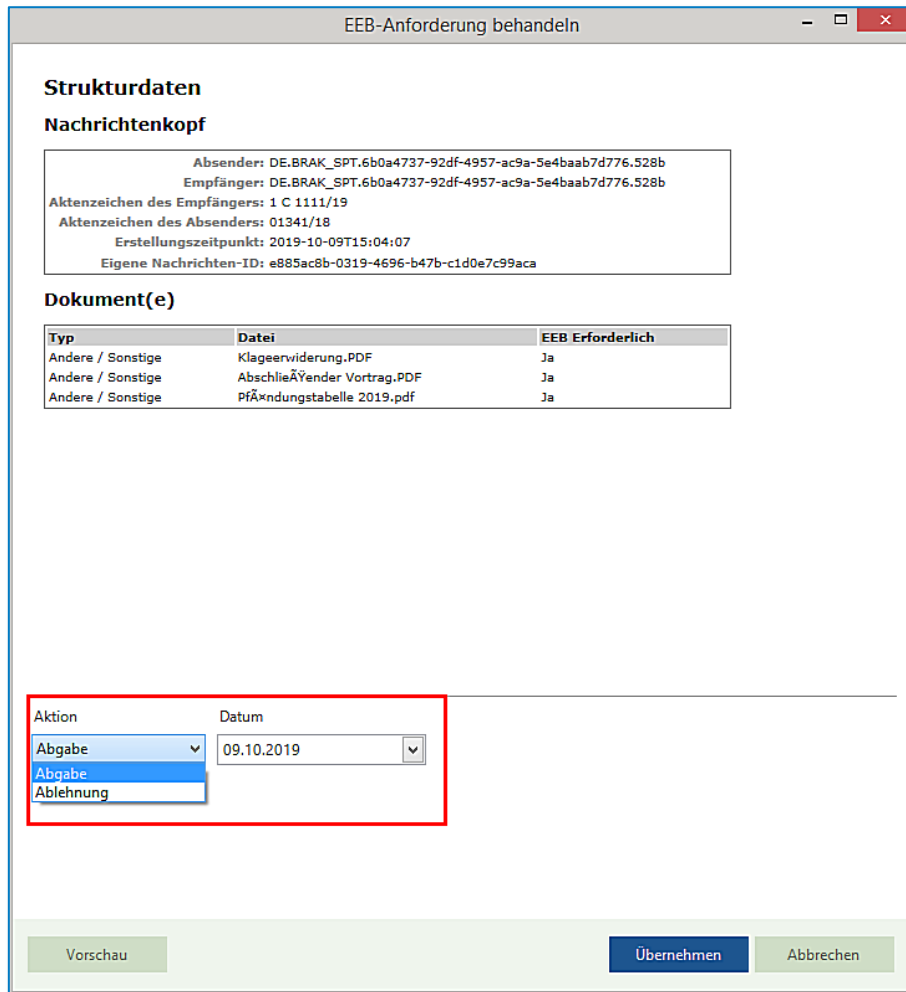 EEB-Anforderung behandeln
Strukturdaten
Nachrichtenkopf
Absender: DE.BRAK_SPT.6b0a4737-92df-4957-ac9a-5e4baab7d776.528b
Empfänger: DE.BRAK_SPT.6b0a4737-92df-4957-ac9a-5e4baab7d776.528b
Aktenzeichen des Empfängers: 1 C 1111/19
Aktenzeichen des Absenders: 01341/18
Erstellungszeitpunkt: 2019-10-09T15:04:07
Eigene Nachrichten-ID: e885ac8b-0319-4696-b47b-c1d0e7c99aca
Dokument(e)
Typ Datei EEB Erforderlich
Andere / Sonstige Klageerwiderung.PDF Ja
Andere / Sonstige AbschlieÃŸender Vortrag.PDF Ja
Andere / Sonstige PfÃ¤ndungstabelle 2019.pdf Ja
Aktion Datum
Abgabe 09.10.2019
Abgabe
Ablehnung
Vorschau Übernehmen Abbrechen